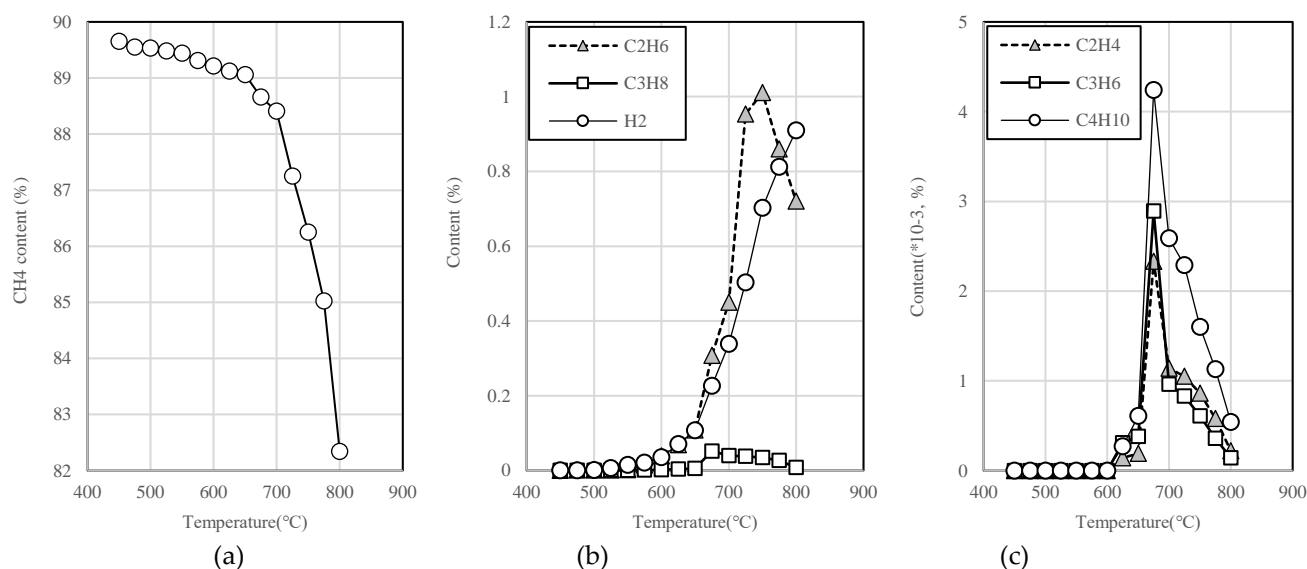 90
89
88
87
86
85
84
83
82
CH4 content (%)
400 500 600 700 800 900
Temperature(°C)
(a)
1.2
1
0.8
0.6
0.4
0.2
0
Content (%)
C2H6
C3H8
H2
400 500 600 700 800 900
Temperature(°C)
(b)
5
4
3
2
1
0
Content(*10-3, %)
C2H4
C3H6
C4H10
400 500 600 700 800 900
Temperature(°C)
(c)